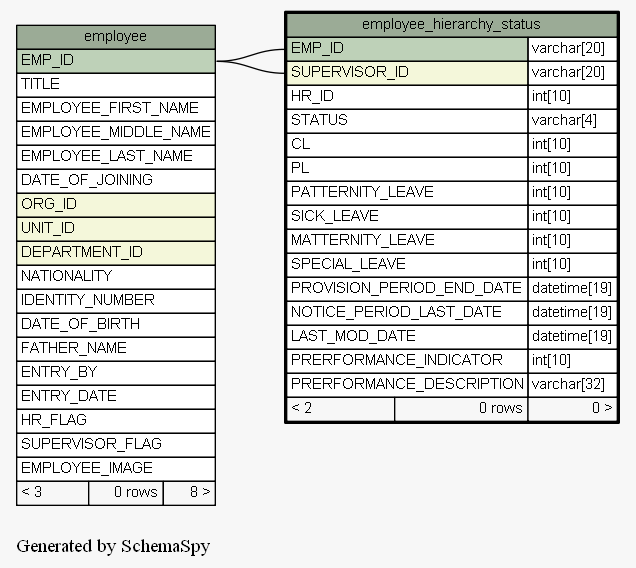 employee
EMP_ID
TITLE
EMPLOYEE_FIRST_NAME
EMPLOYEE_MIDDLE_NAME
EMPLOYEE_LAST_NAME
DATE_OF_JOINING
ORG_ID
UNIT_ID
DEPARTMENT_ID
NATIONALITY
IDENTITY_NUMBER
DATE_OF_BIRTH
FATHER_NAME
ENTRY_BY
ENTRY_DATE
HR_FLAG
SUPERVISOR_FLAG
EMPLOYEE_IMAGE
< 3 0 rows 8 >
employee_hierarchy_status
EMP_ID varchar[20]
SUPERVISOR_ID varchar[20]
HR_ID int[10]
STATUS varchar[4]
CL int[10]
PL int[10]
PATTERNITY_LEAVE int[10]
SICK_LEAVE int[10]
MATTERNITY_LEAVE int[10]
SPECIAL_LEAVE int[10]
PROVISION_PERIOD_END_DATE datetime[19]
NOTICE_PERIOD_LAST_DATE datetime[19]
LAST_MOD_DATE datetime[19]
PRERFORMANCE_INDICATOR int[10]
PRERFORMANCE_DESCRIPTION varchar[32]
< 2 0 rows 0 >
Generated by SchemaSpy